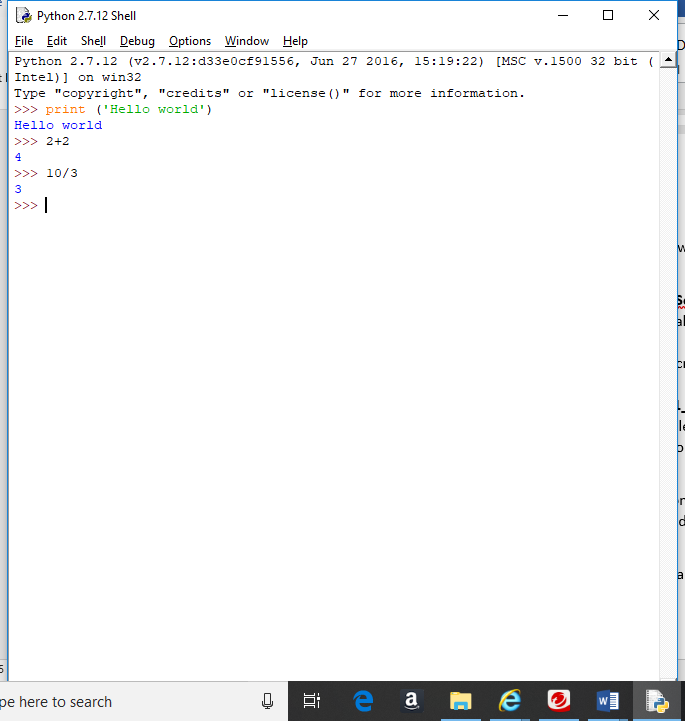 Python 2.7.12 Shell
File Edit Shell Debug Options Window Help
Python 2.7.12 (v2.7.12:d33e0cf91556, Jun 27 2016, 15:19:22) [MSC v.1500 32 bit (
Intel)] on win32
Type "copyright", "credits" or "license()" for more information.
>>> print ('Hello world')
Hello world
>>> 2+2
4
>>> 10/3
3
>>>
pe here to search